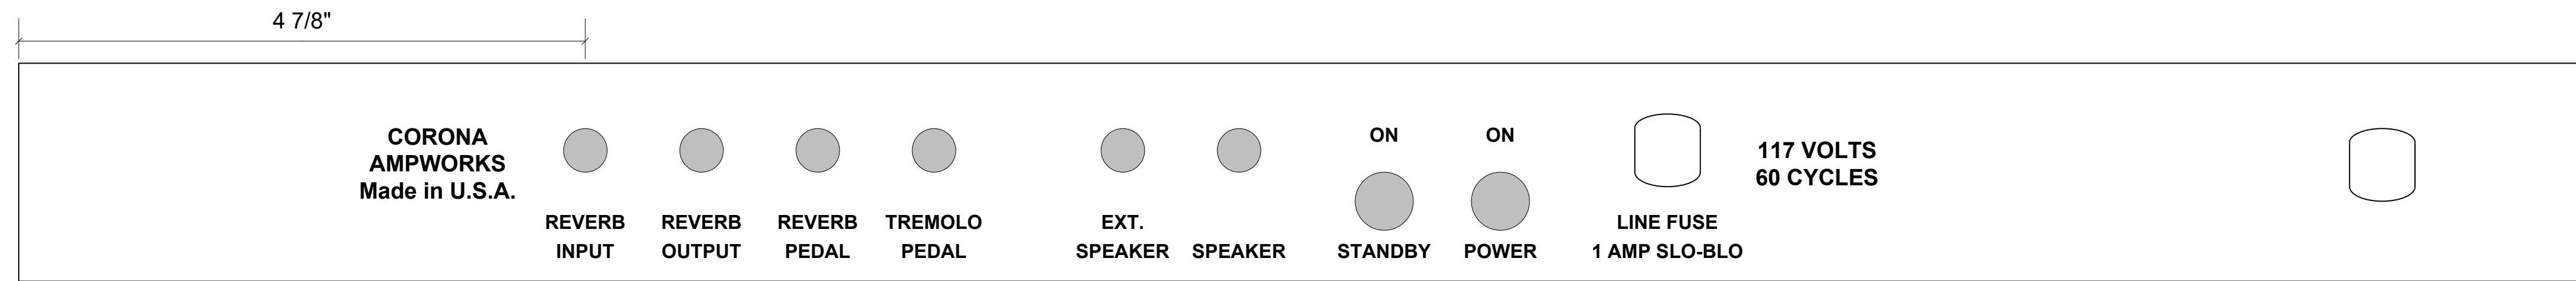 4 7/8"
CORONA
AMPWORKS
Made in U.S.A.
REVERB
INPUT
REVERB
OUTPUT
REVERB
PEDAL
TREMOLO
PEDAL
EXT.
SPEAKER
SPEAKER
ON
STANDBY
ON
POWER
LINE FUSE
1 AMP SLO-BLO
117 VOLTS
60 CYCLES